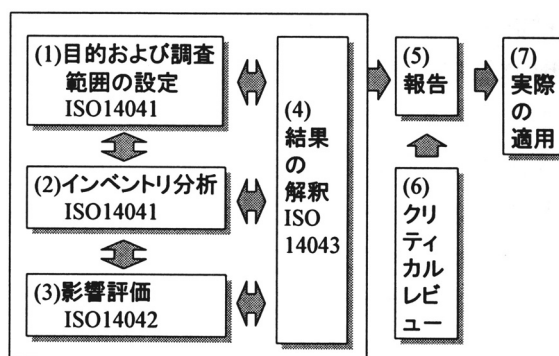 (1)目的および調査
範囲の設定
ISO14041
(2)インベントリ分析
ISO14041
(3)影響評価
ISO14042
(4)
結果
の
解釈
ISO
14043
(5)
報告
(6)
ク
リ
ティ
カル
レビ
ュー
(7)
実際
の
適用